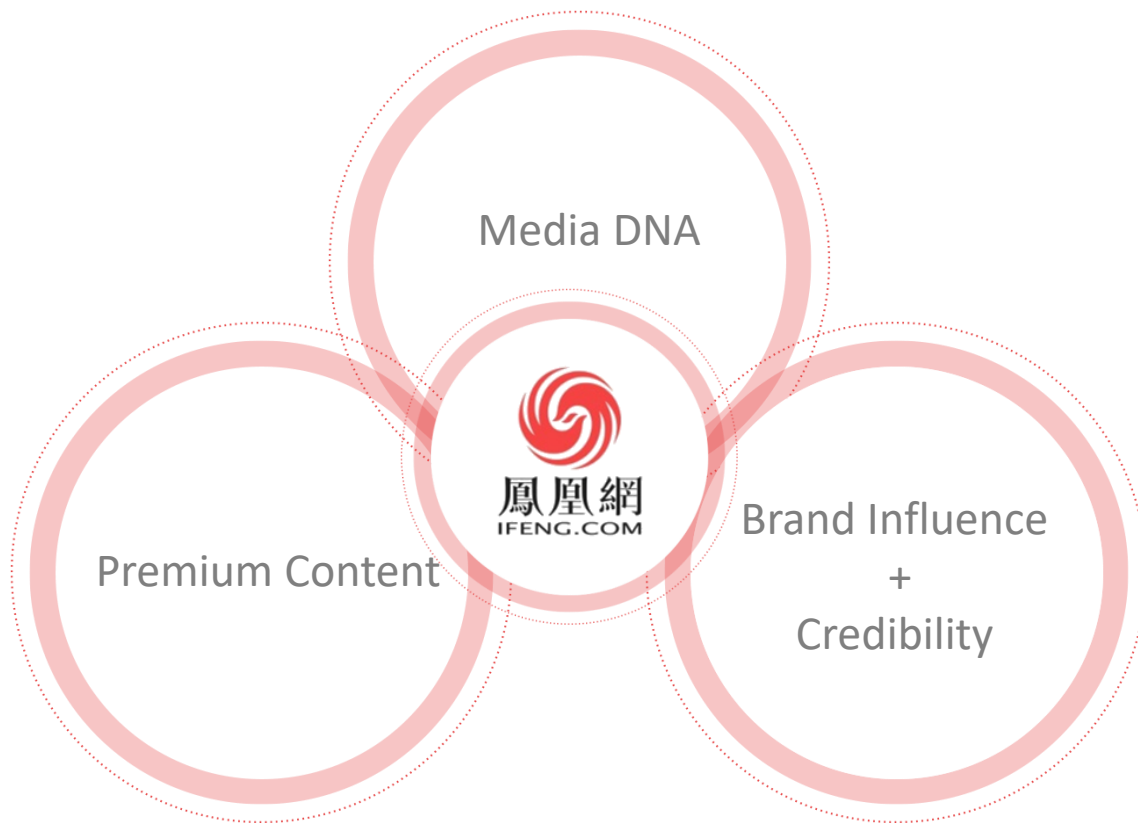 Media DNA
鳳凰網
IFENG.COM
Premium Content
Brand Influence
+
Credibility